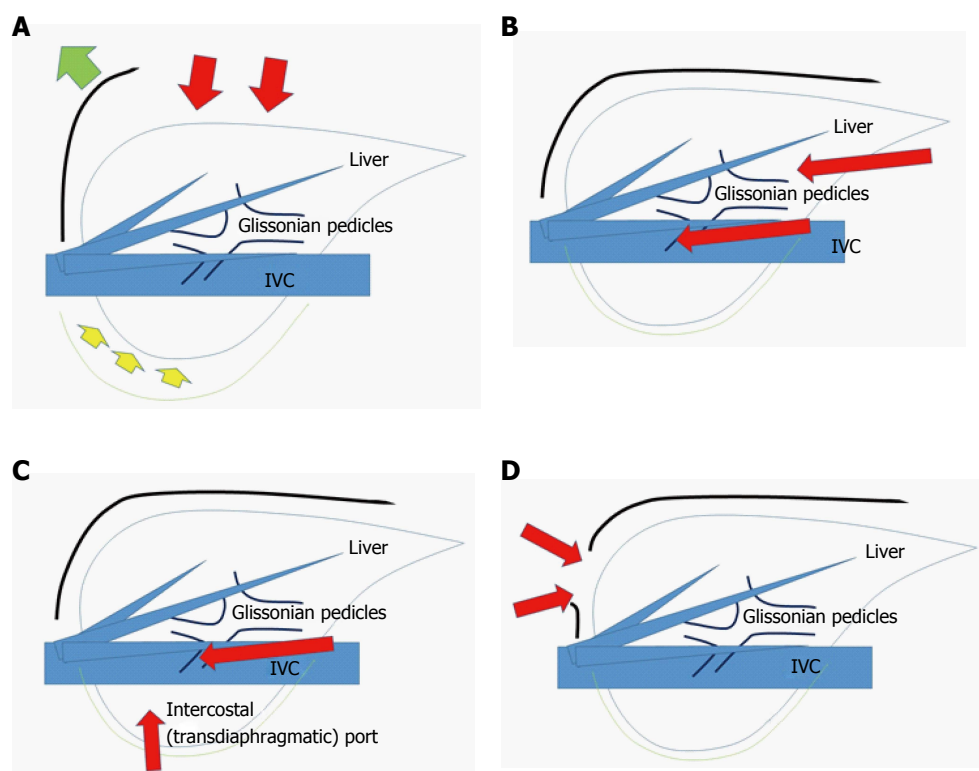 A
Liver
Glissonian pedicles
IVC
B
Liver
Glissonian pedicles
IVC
C
Liver
Glissonian pedicles
IVC
Intercostal
(transdiaphragmatic) port
D
Liver
Glissonian pedicles
IVC